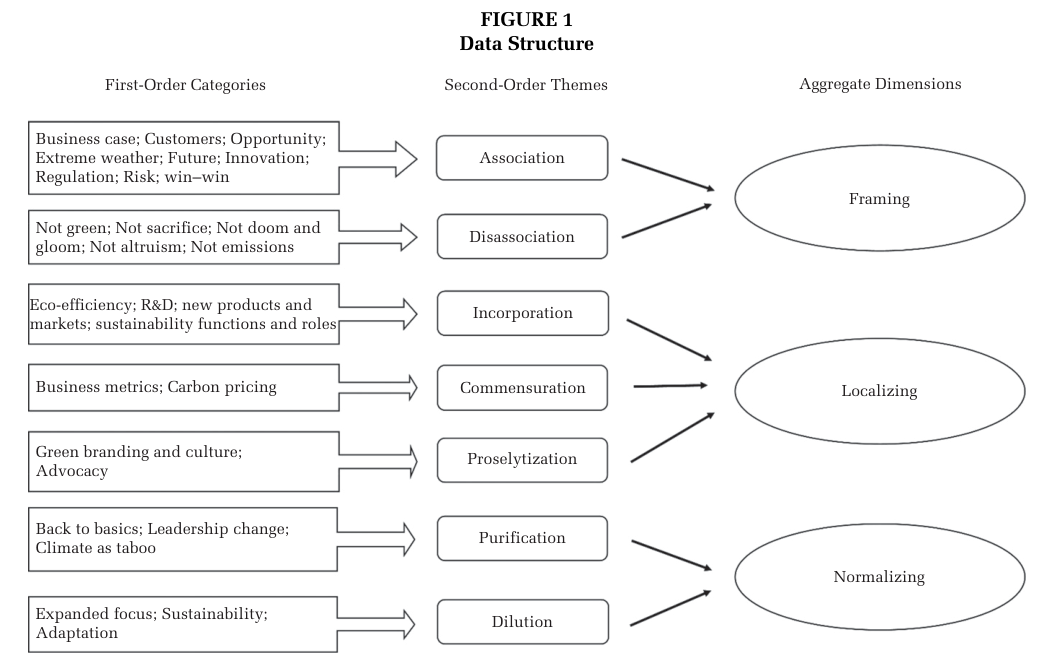 FIGURE 1
Data Structure
First-Order Categories
Second-Order Themes
Aggregate Dimensions
Business case; Customers; Opportunity;
Extreme weather; Future; Innovation;
Regulation; Risk; win–win
Association
Framing
Not green; Not sacrifice; Not doom and
gloom; Not altruism; Not emissions
Disassociation
Eco-efficiency; R&D; new products and
markets; sustainability functions and roles
Incorporation
Business metrics; Carbon pricing
Commensuration
Localizing
Green branding and culture;
Advocacy
Proselytization
Back to basics; Leadership change;
Climate as taboo
Purification
Normalizing
Expanded focus; Sustainability;
Adaptation
Dilution